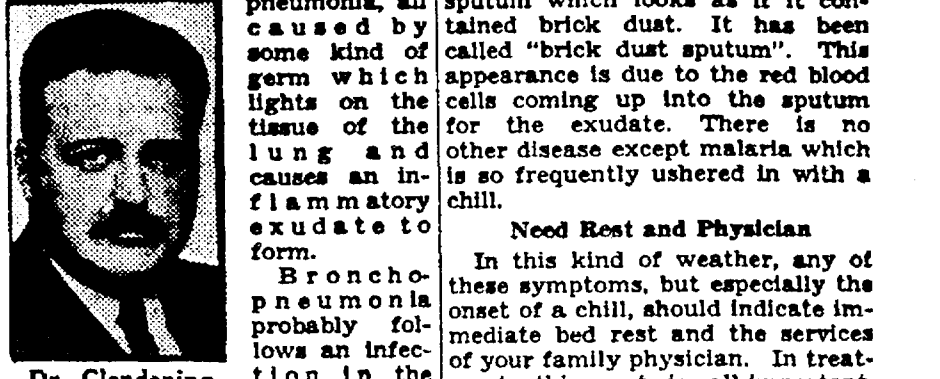 pneumonia, all
caused by
some kind of
germ which
lights on the
tissue of the
lung and
causes an in-
flammatory
exudate to
form.
Broncho-
pneumonia
probably fol-
lows an infec-
tion in the
sputum which looks as if it con-
tained brick dust. It has been
called "brick dust sputum". This
appearance is due to the red blood
cells coming up into the sputum
for the exudate. There is no
other disease except malaria which
is so frequently ushered in with a
chill.
Need Rest and Physician
In this kind of weather, any of
these symptoms, but especially the
onset of a chill, should indicate im-
mediate bed rest and the services
of your family physician. In treat-
Dr. Clendening